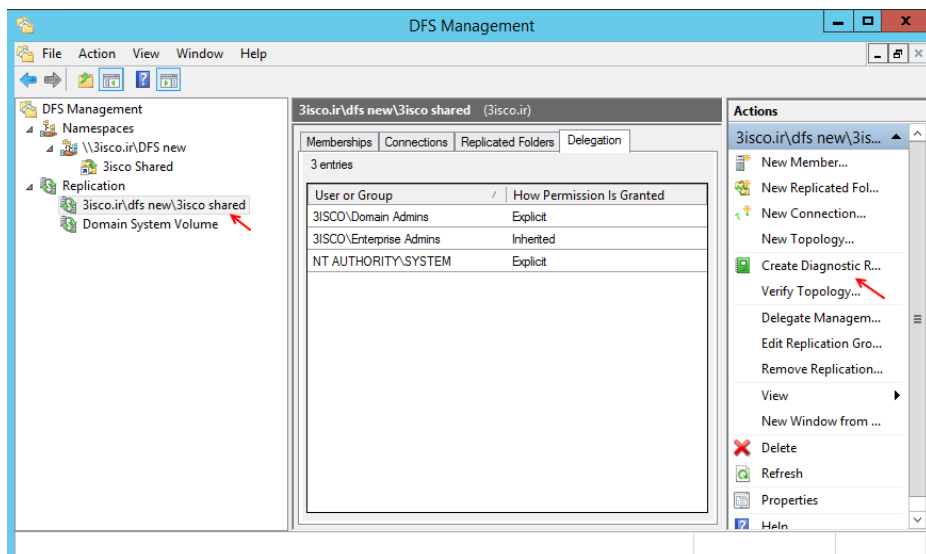 DFS Management
File Action View Window Help
DFS Management
Namespaces
\\3isco.ir\DFS new
3isco Shared
Replication
3isco.ir\dfs new\3isco shared
Domain System Volume
3isco.ir\dfs new\3isco shared (3isco.ir)
Memberships Connections Replicated Folders Delegation
3 entries
User or Group / How Permission Is Granted
3ISCO\Domain Admins Explicit
3ISCO\Enterprise Admins Inherited
NT AUTHORITY\SYSTEM Explicit
Actions
3isco.ir\dfs new\3is...
New Member...
New Replicated Fol...
New Connection...
New Topology...
Create Diagnostic R...
Verify Topology...
Delegate Managem...
Edit Replication Gro...
Remove Replication...
View
New Window from ...
Delete
Refresh
Properties
Help